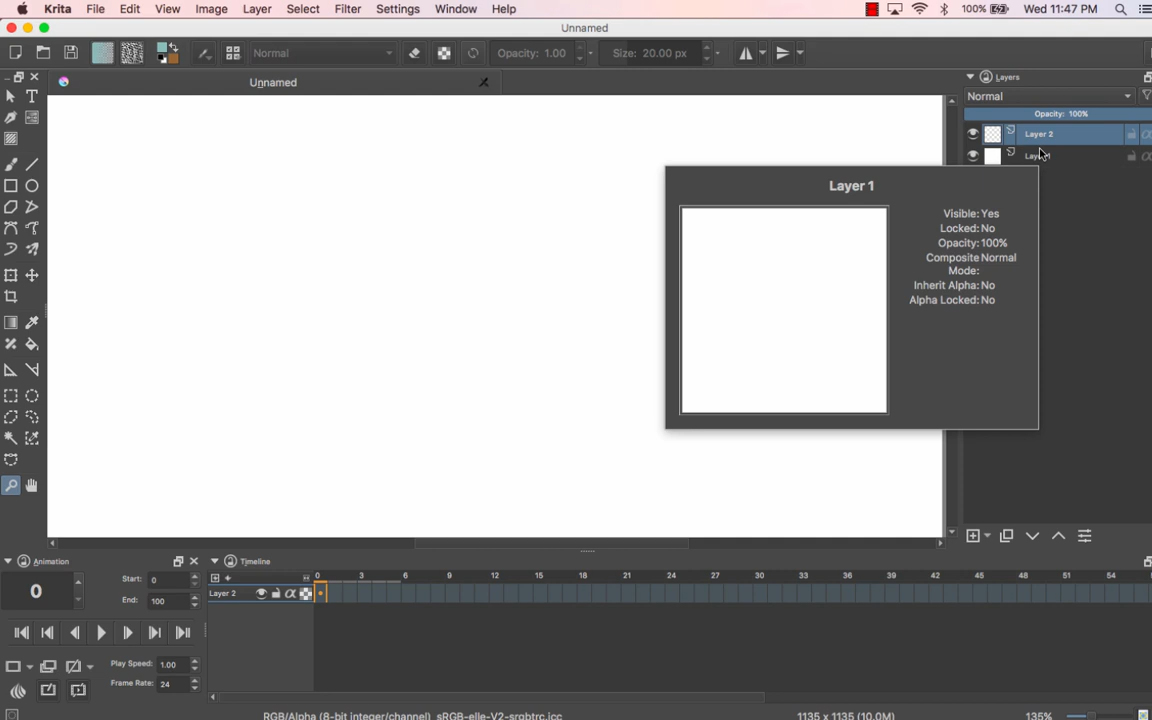 Krita File Edit View Image Layer Select Filter Settings Window Help 100% Wed 11:47 PM
Unnamed
Normal Opacity: 1.00 Size: 20.00 px
Unnamed
Layers
Normal
Opacity: 100%
Layer 2
Layer 1
Visible: Yes
Locked: No
Opacity: 100%
Composite Normal
Mode:
Inherit Alpha: No
Alpha Locked: No
Animation
0
Start: 0
End: 100
Play Speed: 1.00
Frame Rate: 24
Timeline
0 3 6 9 12 15 18 21 24 27 30 33 36 39 42 45 48 51 54
Layer 2
RGB/Alpha (8-bit integer/channel) sRGB-elle-V2-srgbtrc.icc 1135 x 1135 (10.0M) 135%